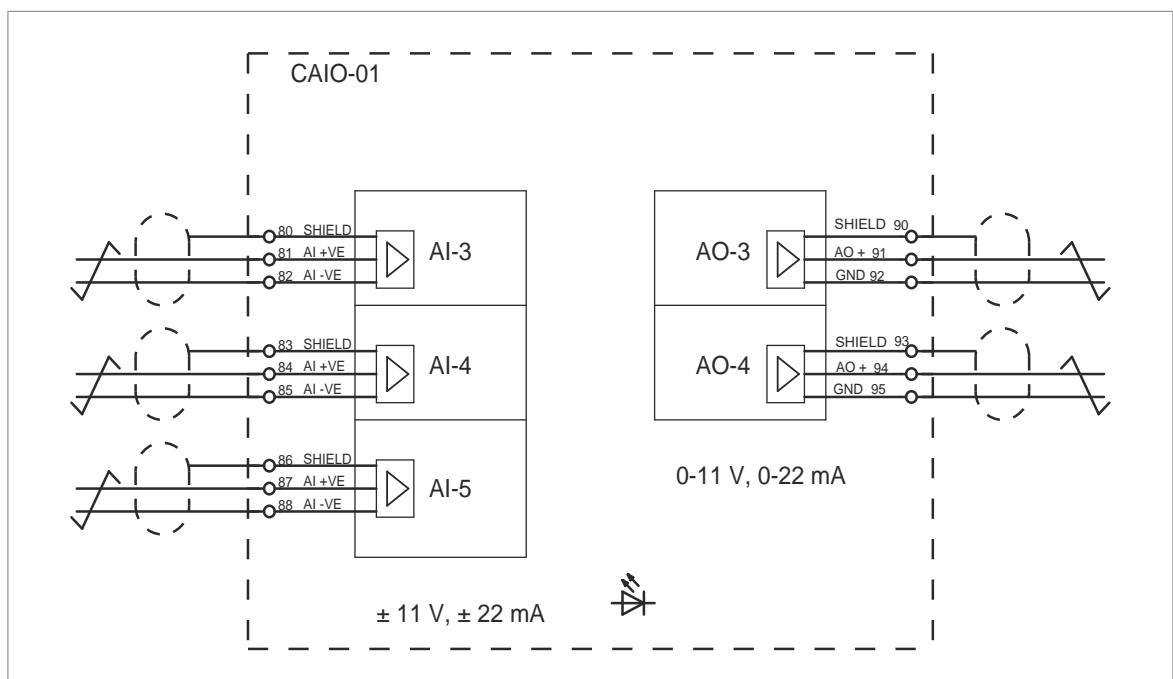 CAIO-01
80 SHIELD
81 AI +VE
82 AI -VE
AI-3
83 SHIELD
84 AI +VE
85 AI -VE
AI-4
86 SHIELD
87 AI +VE
88 AI -VE
AI-5
± 11 V, ± 22 mA
AO-3
SHIELD 90
AO + 91
GND 92
AO-4
SHIELD 93
AO + 94
GND 95
0-11 V, 0-22 mA